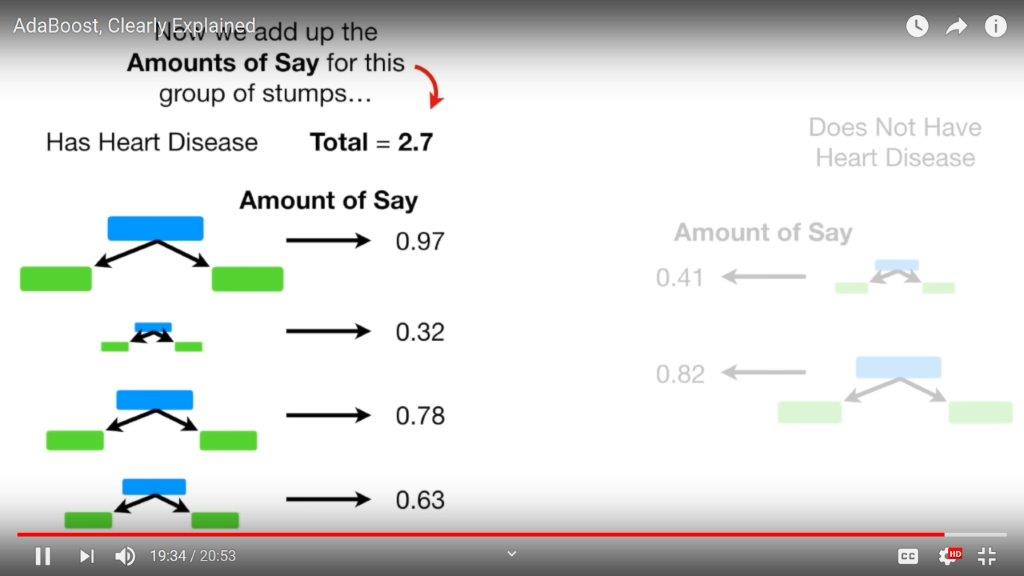 AdaBoost, Clearly Explained
Now we add up the
Amounts of Say for this
group of stumps...
Has Heart Disease
Total = 2.7
Does Not Have
Heart Disease
Amount of Say
0.97
0.32
0.78
0.63
Amount of Say
0.41
0.82
19:34 / 20:53
CC
HD